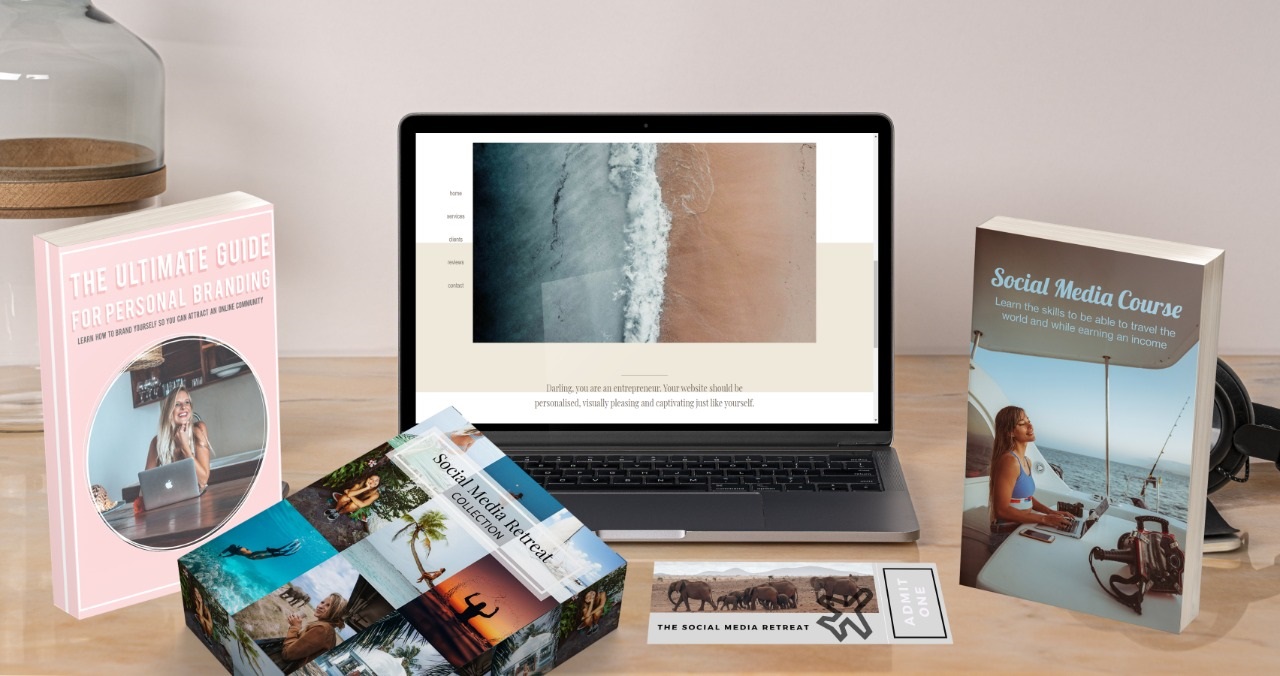 THE ULTIMATE GUIDE
FOR PERSONAL BRANDING
LEARN HOW TO BRAND YOURSELF SO YOU CAN ATTRACT AN ONLINE COMMUNITY
home
services
clients
reviews
contact
Darling, you are an entrepreneur. Your website should be
personalised, visually pleasing and captivating just like yourself.
Social Media Retreat
COLLECTION
THE SOCIAL MEDIA RETREAT
ADMIT
ONE
Social Media Course
Learn the skills to be able to travel the
world and while earning an income